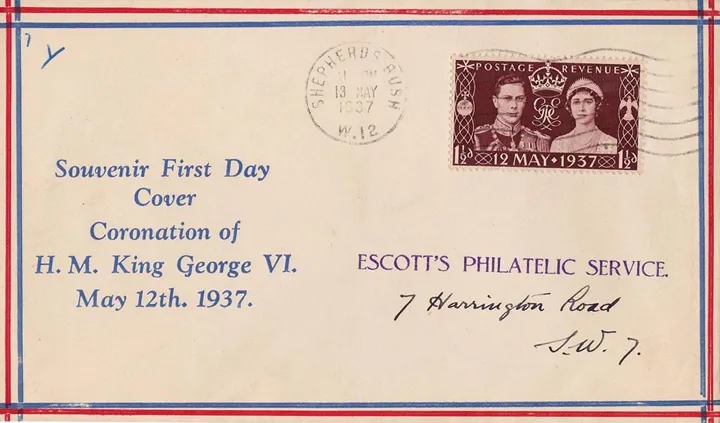 SHEPHERDS BUSH
13 MAY
1937
W.12
POSTAGE REVENUE
1½d 12 MAY • 1937 1½d
Souvenir First Day
Cover
Coronation of
H. M. King George VI.
May 12th. 1937.
ESCOTT'S PHILATELIC SERVICE.
7 Harrington Road
S.W. 7.